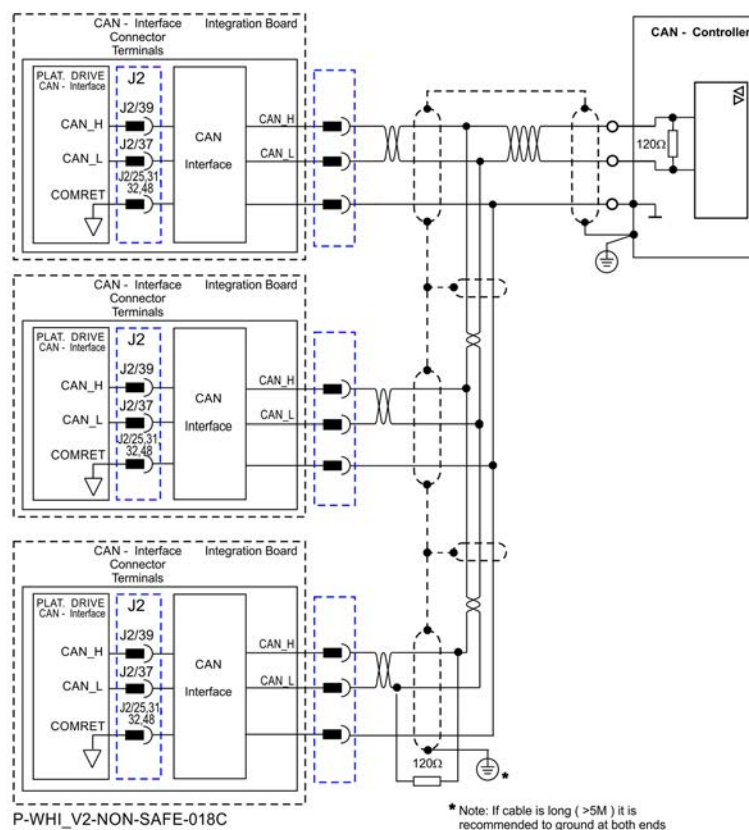 CAN - Interface
Connector
Terminals
Integration Board
CAN - Controller
PLAT. DRIVE
CAN - Interface
J2
J2/39
CAN_H
J2/37
CAN_L
J2/25,31
32,48
COMRET
CAN
Interface
CAN_H
CAN_L
120Ω
CAN - Interface
Connector
Terminals
Integration Board
PLAT. DRIVE
CAN - Interface
J2
J2/39
CAN_H
J2/37
CAN_L
J2/25,31
32,48
COMRET
CAN
Interface
CAN_H
CAN_L
CAN - Interface
Connector
Terminals
Integration Board
PLAT. DRIVE
CAN - Interface
J2
J2/39
CAN_H
J2/37
CAN_L
J2/25,31
32,48
COMRET
CAN
Interface
CAN_H
CAN_L
120Ω
*
P-WHI_V2-NON-SAFE-018C
* Note: If cable is long ( >5M ) it is
recommended to ground at both ends